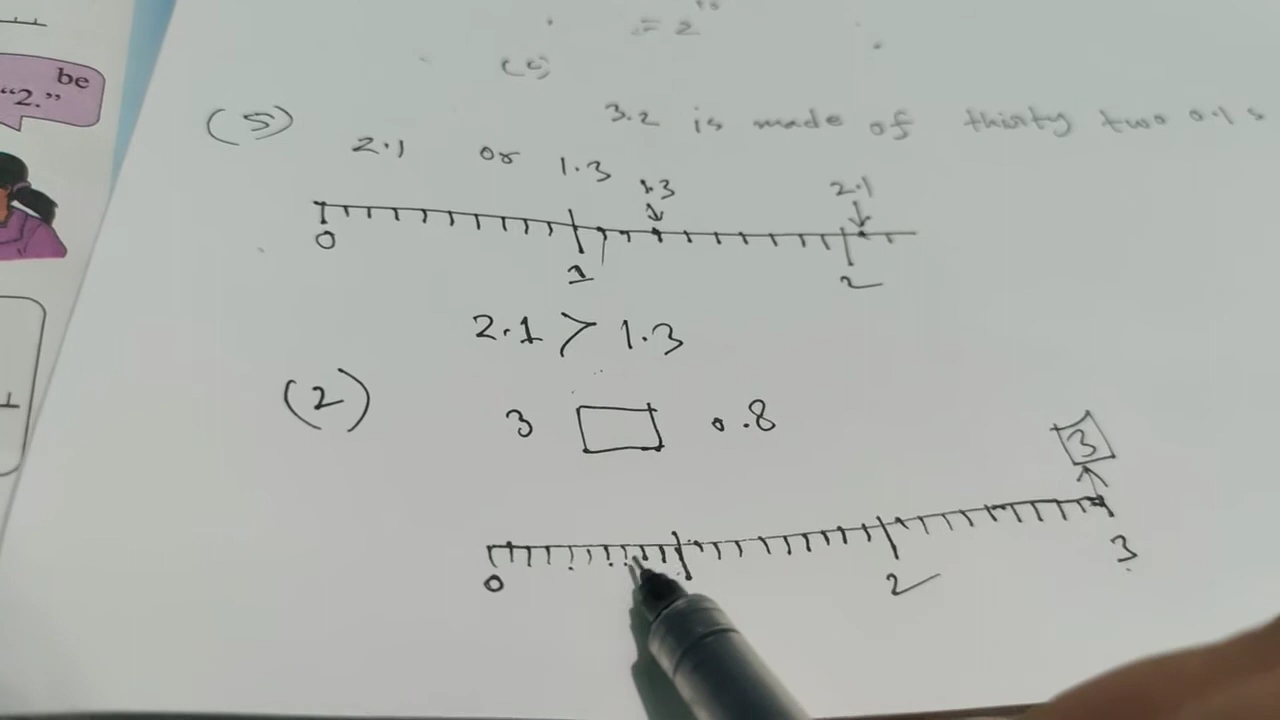 be
“2.”
= 2
(5)
3.2 is made of thirty two 0.1 s
(5)
2.1 or 1.3
1.3 2.1
0 1 2
2.1 > 1.3
(2)
3 0.8
3
0 2 3